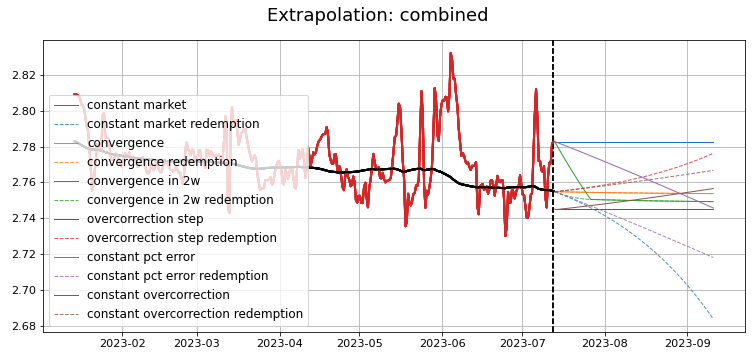 Extrapolation: combined
2.82
2.80
2.78
2.76
2.74
2.72
2.70
2.68
constant market
constant market redemption
convergence
convergence redemption
convergence in 2w
convergence in 2w redemption
overcorrection step
overcorrection step redemption
constant pct error
constant pct error redemption
constant overcorrection
constant overcorrection redemption
2023-02 2023-03 2023-04 2023-05 2023-06 2023-07 2023-08 2023-09